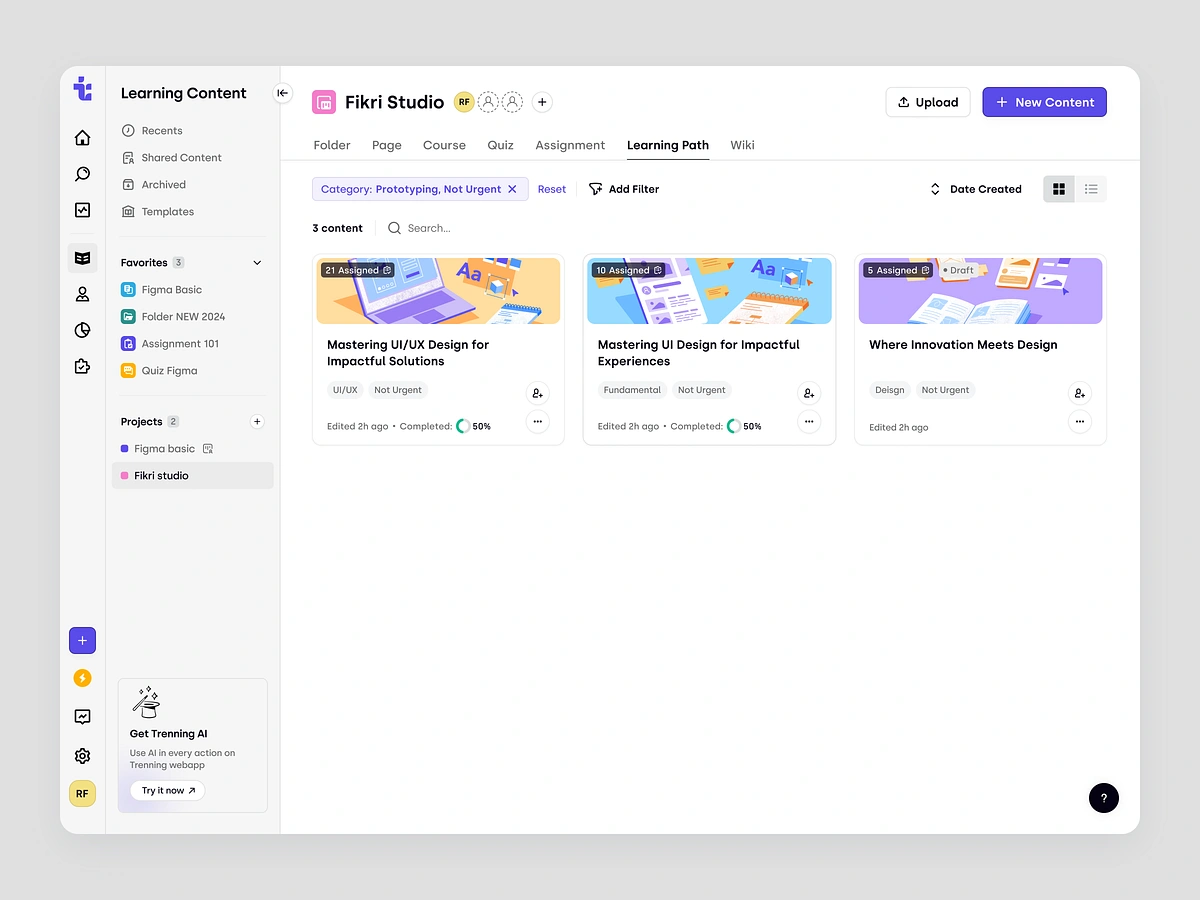 Learning Content
Recents
Shared Content
Archived
Templates
Favorites 3
Figma Basic
Folder NEW 2024
Assignment 101
Quiz Figma
Projects 2
Figma basic
Fikri studio
Get Trenning AI
Use AI in every action on
Trenning webapp
Try it now
RF
Fikri Studio RF
Upload
New Content
Folder Page Course Quiz Assignment Learning Path Wiki
Category: Prototyping, Not Urgent Reset Add Filter Date Created
3 content Search...
21 Assigned
Aa
Mastering UI/UX Design for
Impactful Solutions
UI/UX Not Urgent
Edited 2h ago • Completed: 50%
10 Assigned
Aa
Mastering UI Design for Impactful
Experiences
Fundamental Not Urgent
Edited 2h ago • Completed: 50%
5 Assigned • Draft
Where Innovation Meets Design
Deisgn Not Urgent
Edited 2h ago
?